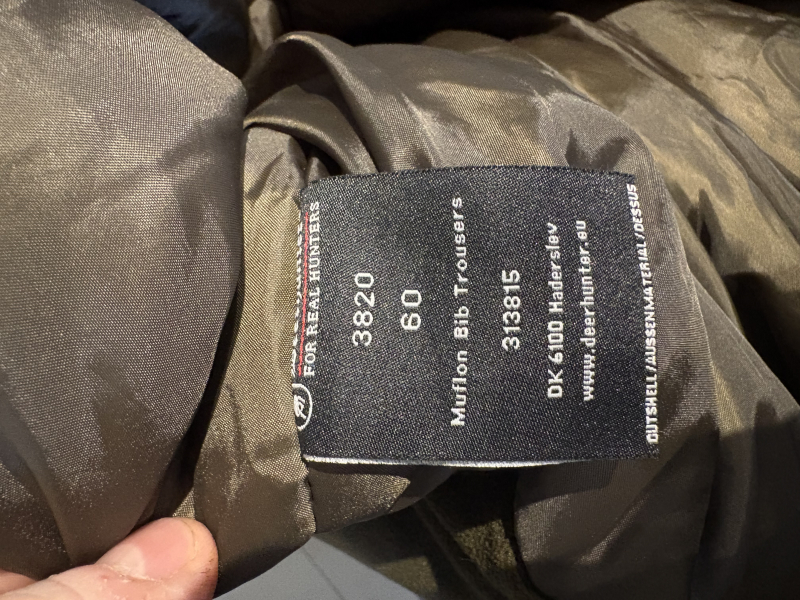 FOR REAL HUNTERS
3820
60
Muflon Bib Trousers
313815
DK 6100 Haderslev
www.deerhunter.eu
OUTSHELL/AUSSENMATERIAL/DESSUS